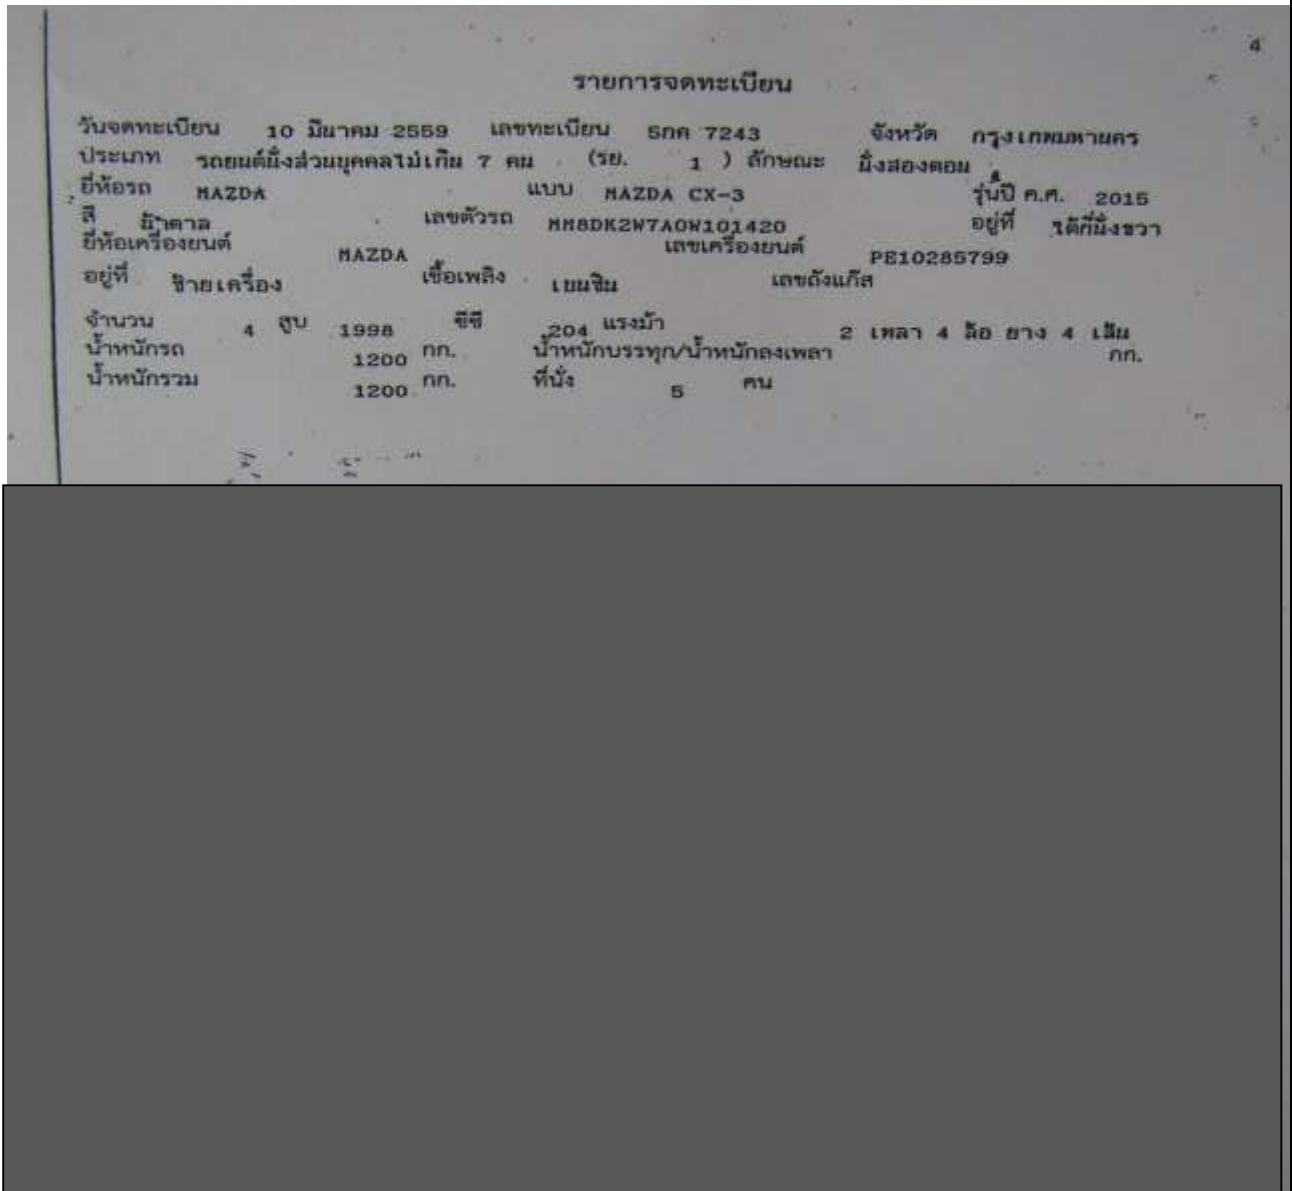 4
รายการจดทะเบียน
วันจดทะเบียน 10 มีนาคม 2559 เลขทะเบียน 5กค 7243 จังหวัด กรุงเทพมหานคร
ประเภท รถยนต์นั่งส่วนบุคคลไม่เกิน 7 คน (รย. 1 ) ลักษณะ นั่งสองตอน
ยี่ห้อรถ MAZDA แบบ MAZDA CX-3 รุ่นปี ค.ศ. 2015
สี น้ำตาล เลขตัวรถ MM8DK2W7A0W101420 อยู่ที่ ใต้ที่นั่งขวา
ยี่ห้อเครื่องยนต์ MAZDA เลขเครื่องยนต์ PE10285799
อยู่ที่ ซ้ายเครื่อง เชื้อเพลิง เบนซิน เลขถังแก๊ส
จำนวน 4 สูบ 1998 ซีซี 204 แรงม้า 2 เพลา 4 ล้อ ยาง 4 เส้น
น้ำหนักรถ 1200 กก. น้ำหนักบรรทุก/น้ำหนักลงเพลา กก.
น้ำหนักรวม 1200 กก. ที่นั่ง 5 คน